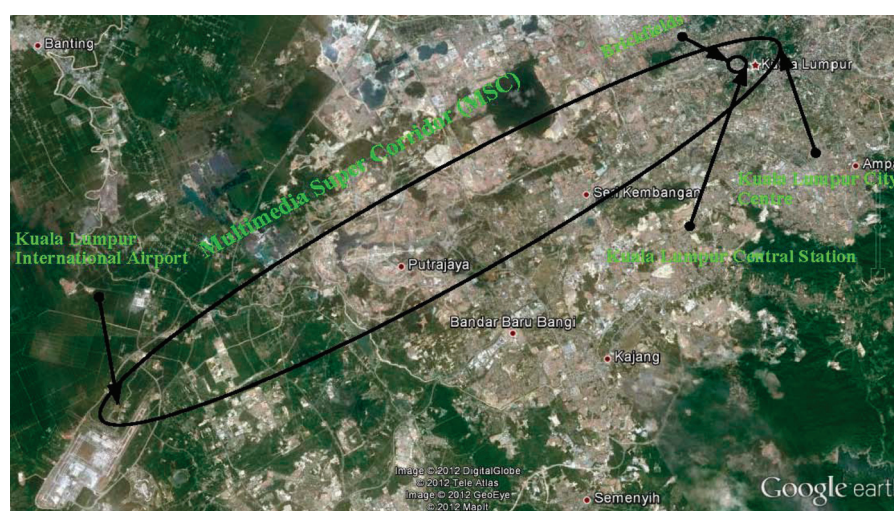 Banting
Brickfields
Kuala Lumpur
Multimedia Super Corridor (MSC)
Ampa
Kuala Lumpur City
Centre
Seri Kembangan
Kuala Lumpur
International Airport
Kuala Lumpur Central Station
Putrajaya
Bandar Baru Bangi
Kajang
Image © 2012 DigitalGlobe
© 2012 Tele Atlas
Image © 2012 GeoEye
©2012 MapIt
Semenyih
Google earth